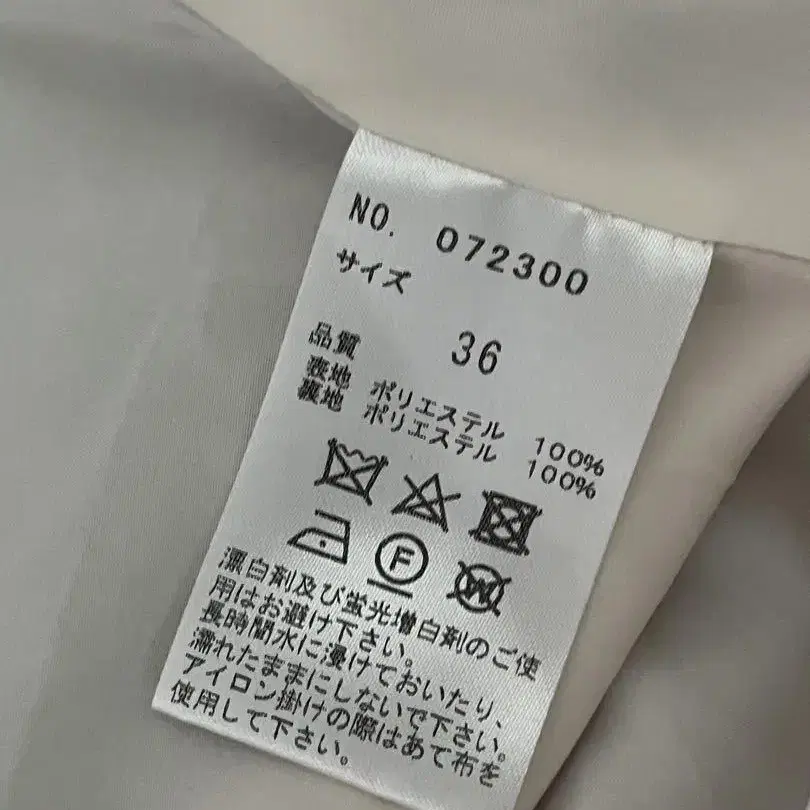 NO. 072300
サイズ
36
品質
表地 ポリエステル 100%
裏地 ポリエステル 100%
F
W
漂白剤及び蛍光増白剤のご使
用はお避け下さい。
長時間水に浸けておいたり、
濡れたままにしないで下さい。
アイロン掛けの際はあて布を
使用して下さい。